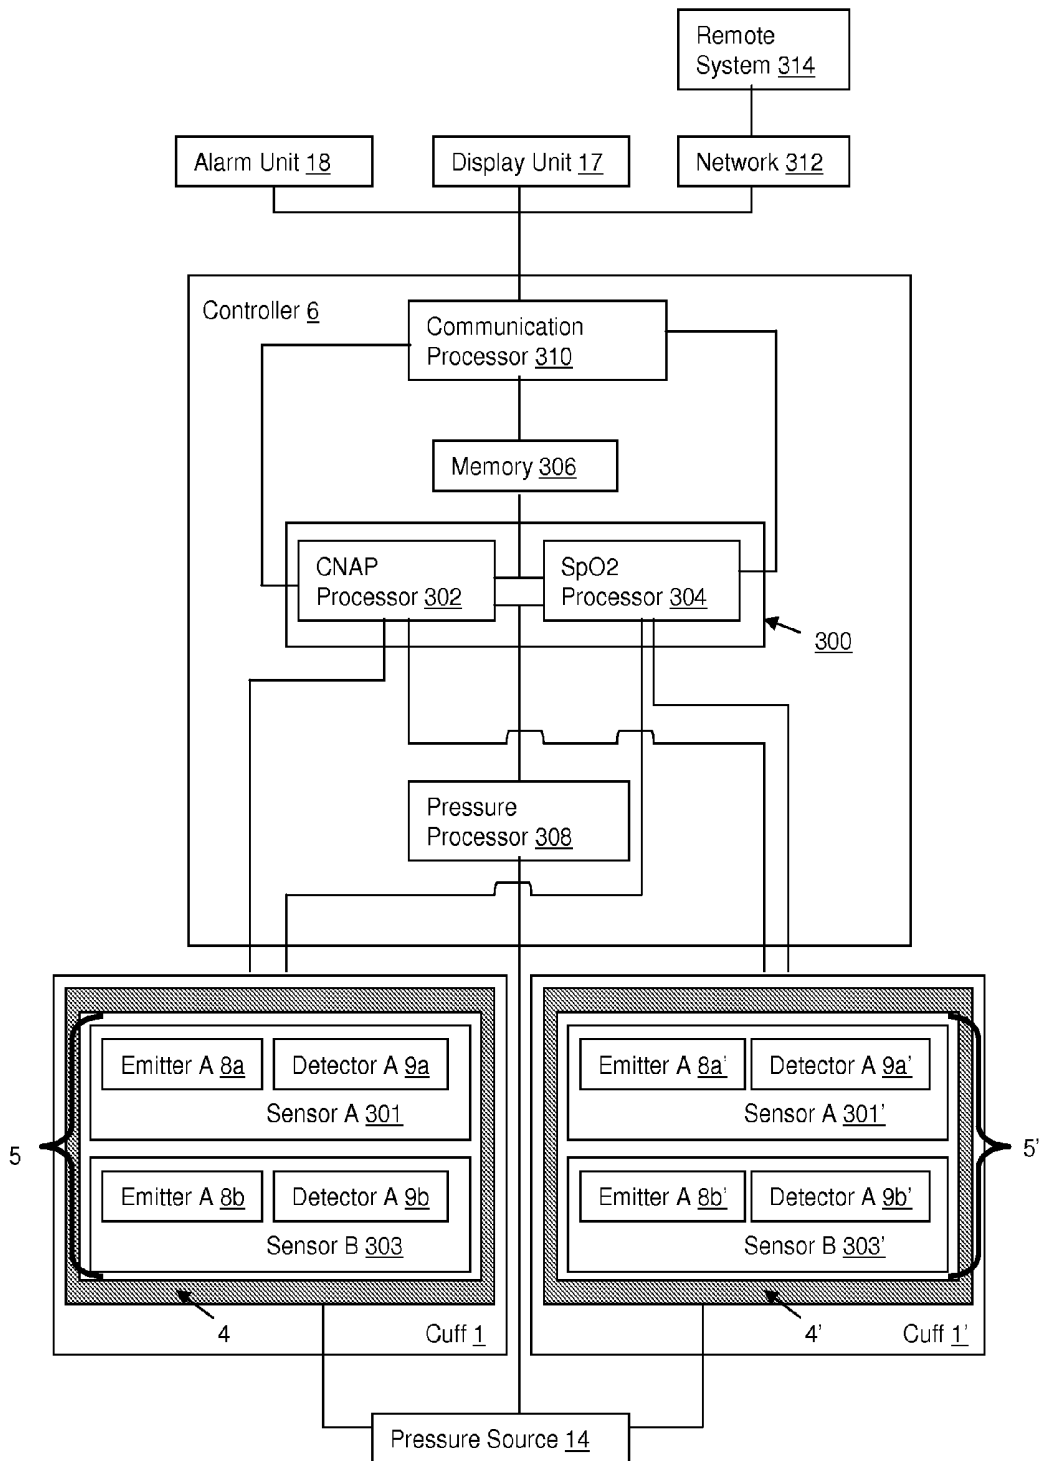 Remote
System 314
Alarm Unit 18
Display Unit 17
Network 312
Controller 6
Communication
Processor 310
Memory 306
CNAP
Processor 302
SpO2
Processor 304
300
Pressure
Processor 308
Emitter A 8a
Detector A 9a
Sensor A 301
Emitter A 8b
Detector A 9b
Sensor B 303
5
4
Cuff 1
Emitter A 8a'
Detector A 9a'
Sensor A 301'
Emitter A 8b'
Detector A 9b'
Sensor B 303'
5'
4'
Cuff 1'
Pressure Source 14